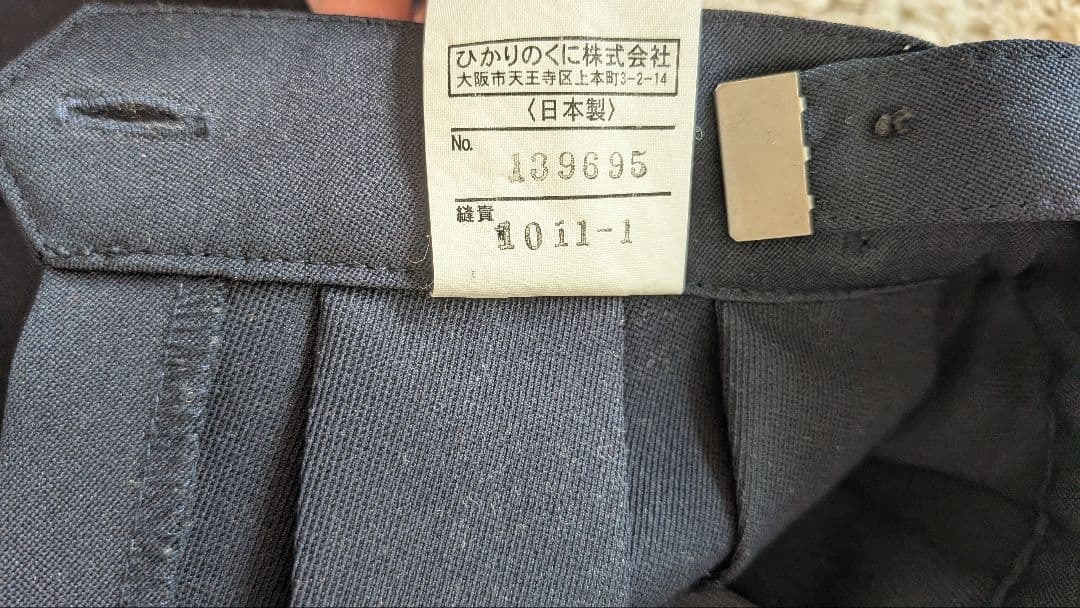 ひかりのくに株式会社
大阪市天王寺区上本町3-2-14
〈日本製〉
No. 139695
縫責 1011-1